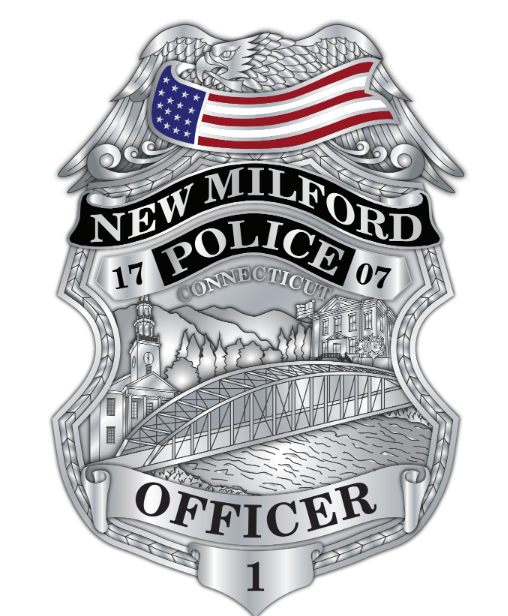 NEW MILFORD
17 POLICE 07
CONNECTICUT
OFFICER
1